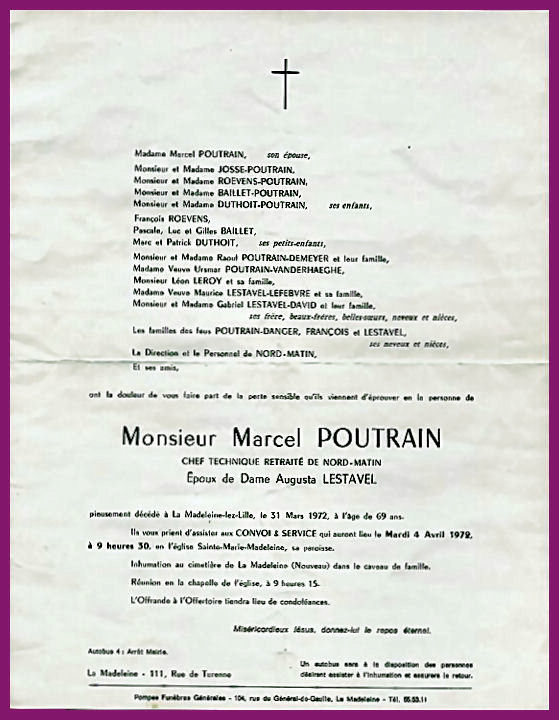 Madame Marcel POUTRAIN, son épouse,
Monsieur et Madame JOSSE-POUTRAIN,
Monsieur et Madame ROEVENS-POUTRAIN,
Monsieur et Madame BAILLET-POUTRAIN,
Monsieur et Madame DUTHOIT-POUTRAIN, ses enfants,
François ROEVENS,
Pascale, Luc et Gilles BAILLET,
Marc et Patrick DUTHOIT, ses petits-enfants,
Monsieur et Madame Raoul POUTRAIN-DEMEYER et leur famille,
Madame Veuve Ursmar POUTRAIN-VANDERHAEGHE,
Monsieur Léon LEROY et sa famille,
Madame Veuve Maurice LESTAVEL-LEFEBVRE et sa famille,
Monsieur et Madame Gabriel LESTAVEL-DAVID et leur famille,
ses frère, beaux-frères, belles-sœurs, neveux et nièces,
Les familles des feus POUTRAIN-DANGER, FRANÇOIS et LESTAVEL,
ses neveux et nièces,
La Direction et le Personnel de NORD-MATIN,
Et ses amis,
ont la douleur de vous faire part de la perte sensible qu'ils viennent d'éprouver en la personne de
Monsieur Marcel POUTRAIN
CHEF TECHNIQUE RETRAITÉ DE NORD-MATIN
Époux de Dame Augusta LESTAVEL
pieusement décédé à La Madeleine-lez-Lille, le 31 Mars 1972, à l'âge de 69 ans.
Ils vous prient d'assister aux CONVOI & SERVICE qui auront lieu le Mardi 4 Avril 1972,
à 9 heures 30, en l'église Sainte-Marie-Madeleine, sa paroisse.
Inhumation au cimetière de La Madeleine (Nouveau) dans le caveau de famille.
Réunion en la chapelle de l'église, à 9 heures 15.
L'Offrande à l'Offertoire tiendra lieu de condoléances.
Miséricordieux Jésus, donnez-lui le repos éternel.
Autobus 4 : Arrêt Mairie.
La Madeleine - 111, Rue de Turenne
Un autobus sera à la disposition des personnes
désirant assister à l'inhumation et assurera le retour.
Pompes Funèbres Générales - 104, rue du Général-de-Gaulle, La Madeleine - Tél. 55.53.11